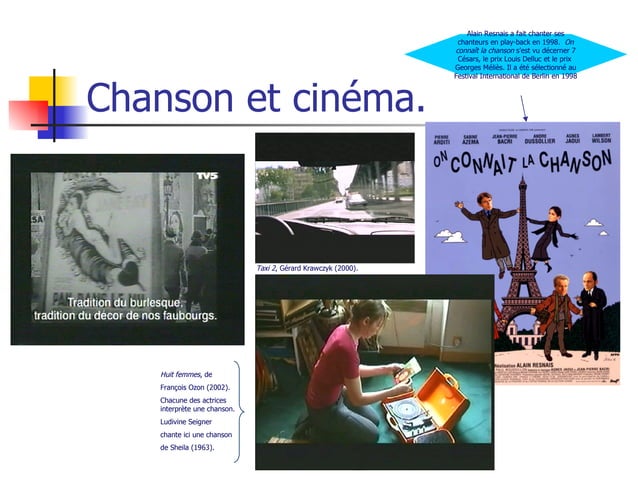 Alain Resnais a fait chanter ses
chanteurs en play-back en 1998. On
connaît la chanson s'est vu décerner 7
Césars, le prix Louis Delluc et le prix
Georges Méliès. Il a été sélectionné au
Festival International de Berlin en 1998
Chanson et cinéma.
PIERRE ARDITI
SABINE AZEMA
JEAN-PIERRE BACRI
ANDRE DUSSOLLIER
AGNES JAOUI
LAMBERT WILSON
ON CONNAIT LA CHANSON
TV5
Tradition du burlesque,
tradition du décor de nos faubourgs.
Taxi 2, Gérard Krawczyk (2000).
Réalisation ALAIN RESNAIS
Huit femmes, de
François Ozon (2002).
Chacune des actrices
interprète une chanson.
Ludivine Seigner
chante ici une chanson
de Sheila (1963).